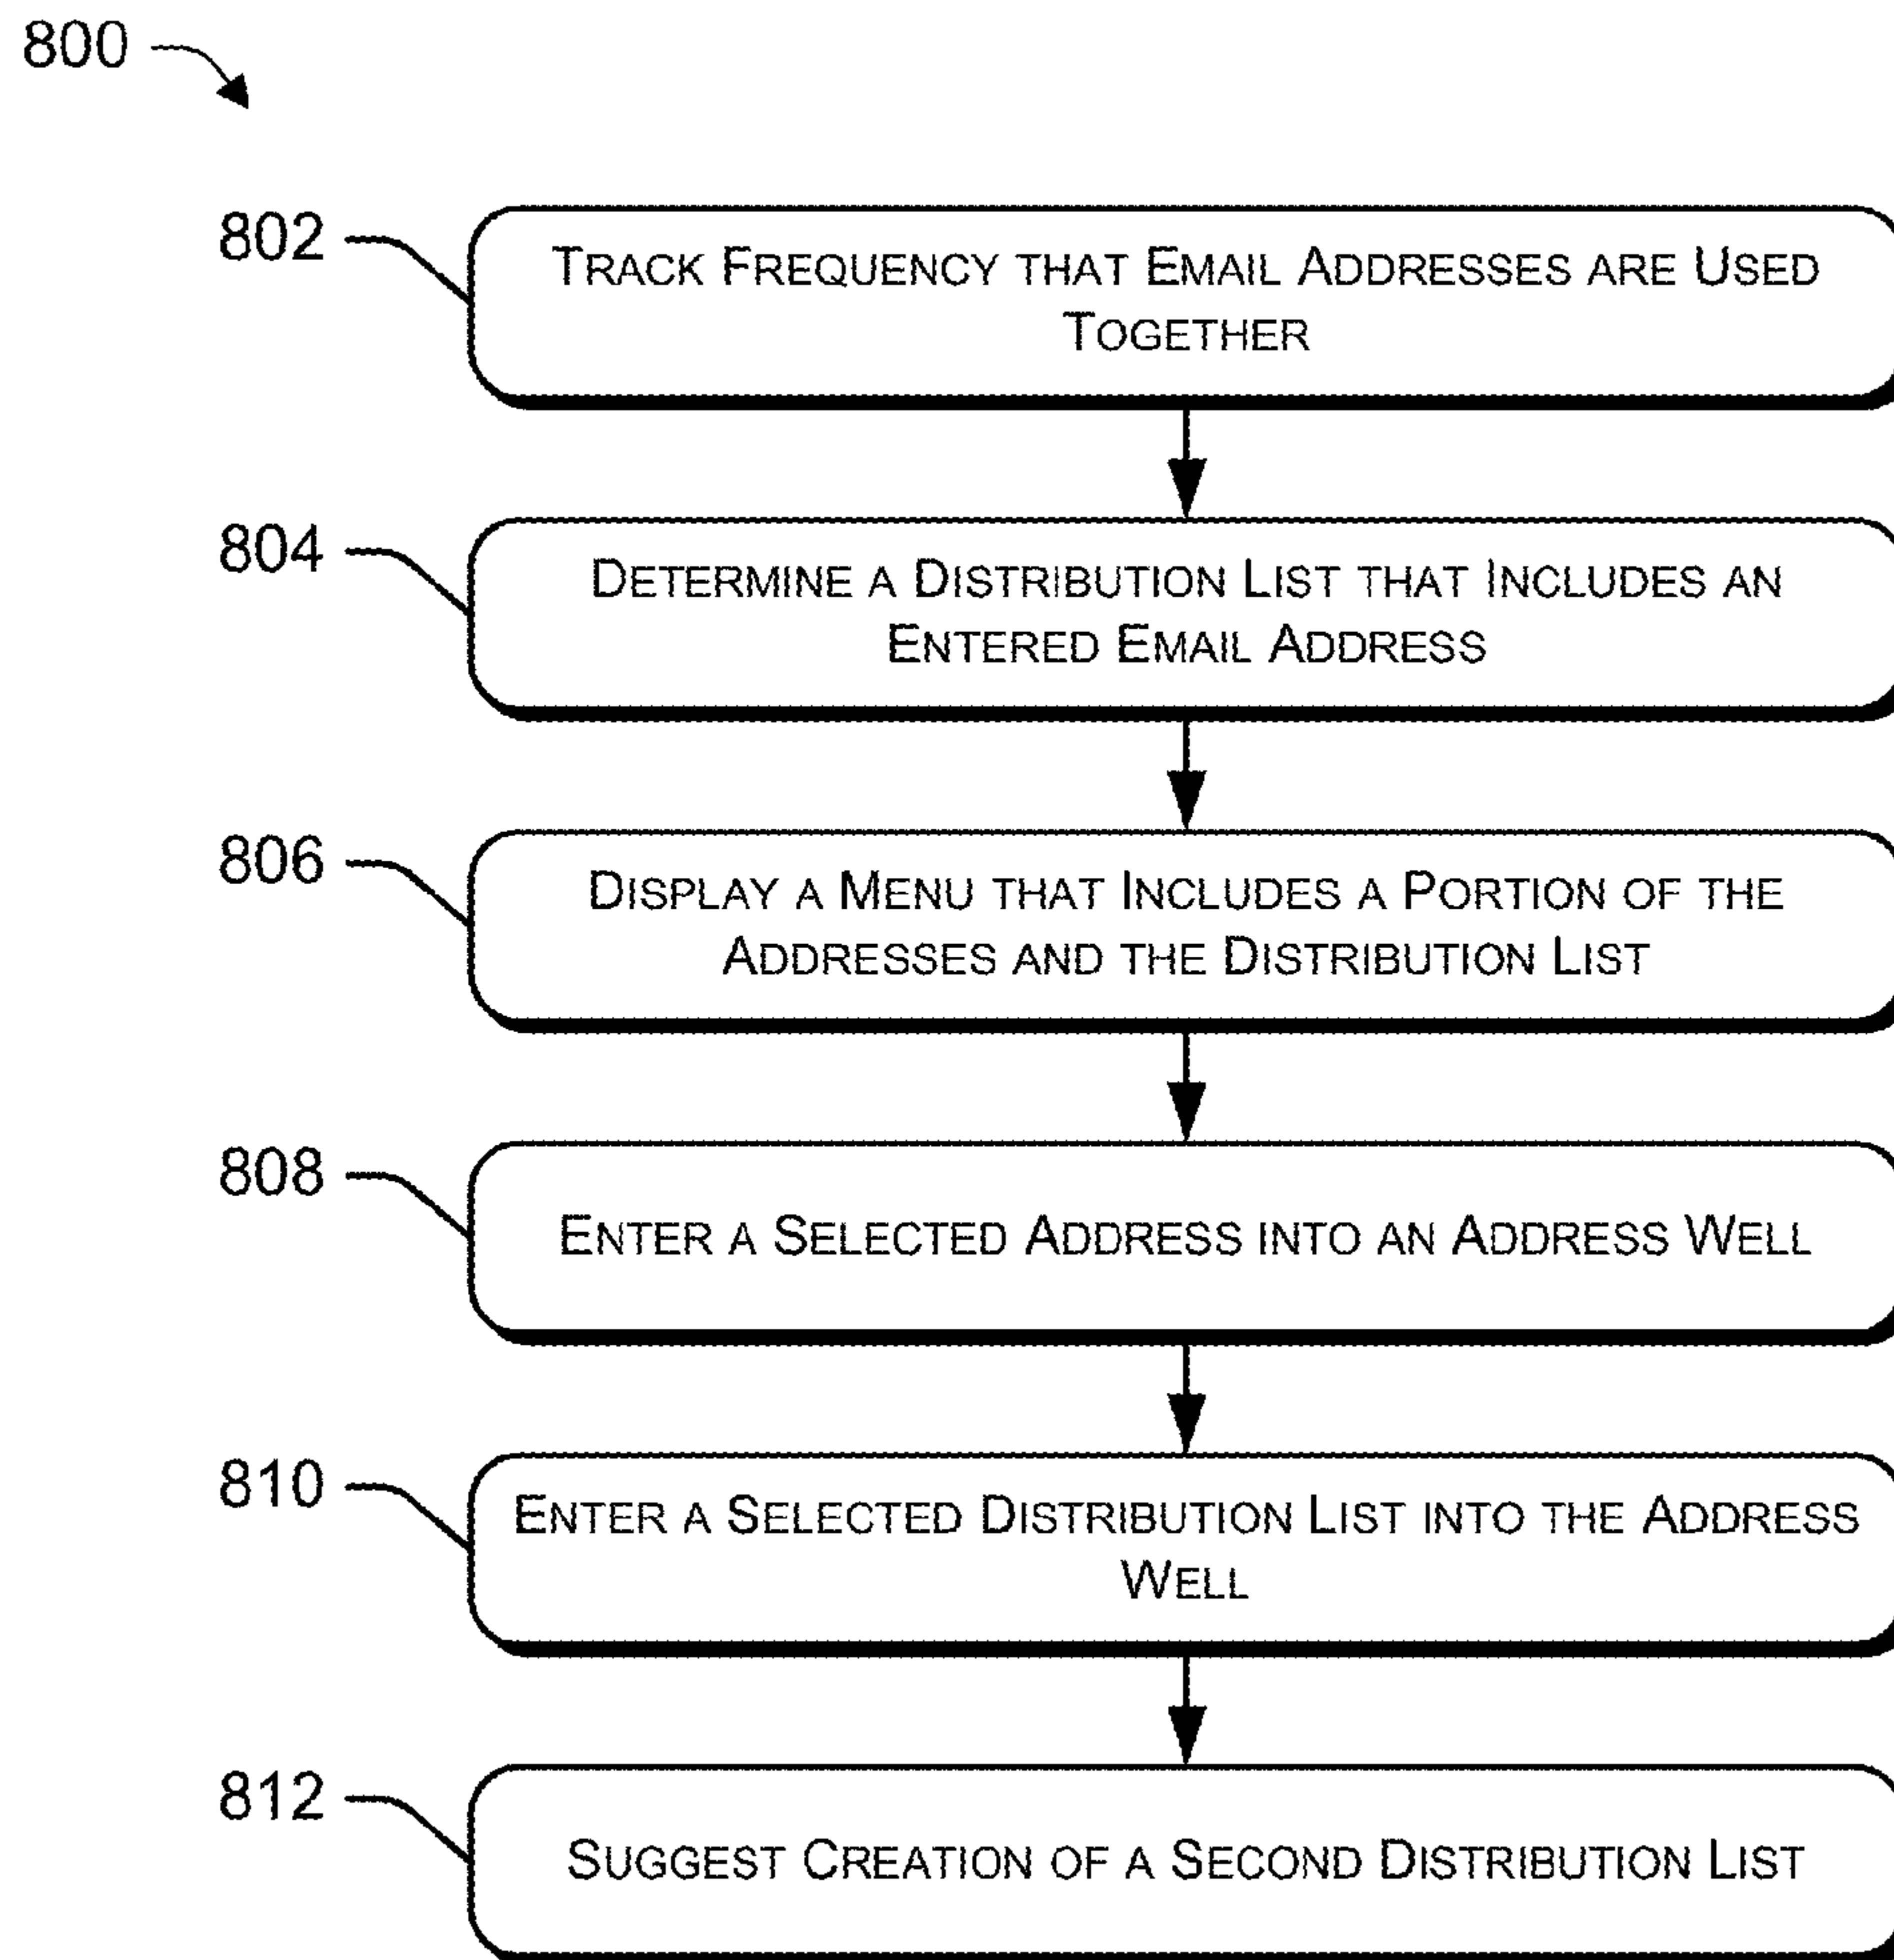 800
802
TRACK FREQUENCY THAT EMAIL ADDRESSES ARE USED
TOGETHER
804
DETERMINE A DISTRIBUTION LIST THAT INCLUDES AN
ENTERED EMAIL ADDRESS
806
DISPLAY A MENU THAT INCLUDES A PORTION OF THE
ADDRESSES AND THE DISTRIBUTION LIST
808
ENTER A SELECTED ADDRESS INTO AN ADDRESS WELL
810
ENTER A SELECTED DISTRIBUTION LIST INTO THE ADDRESS
WELL
812
SUGGEST CREATION OF A SECOND DISTRIBUTION LIST